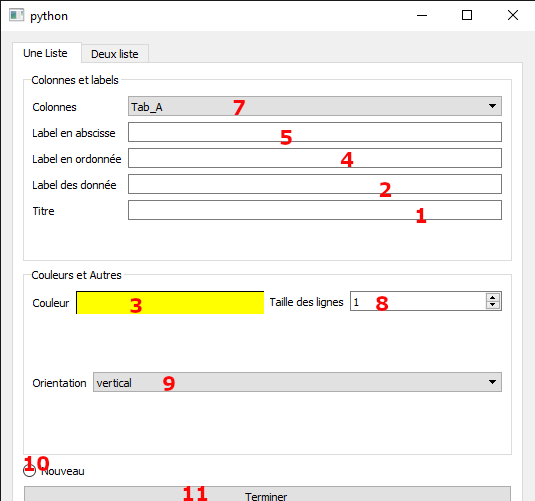 python
Une Liste Deux liste
Colonnes et labels
Colonnes Tab_A 7
Label en abscisse 5
Label en ordonnée 4
Label des donnée 2
Titre 1
Couleurs et Autres
Couleur 3 Taille des lignes 1 8
Orientation vertical 9
10 Nouveau
11 Terminer